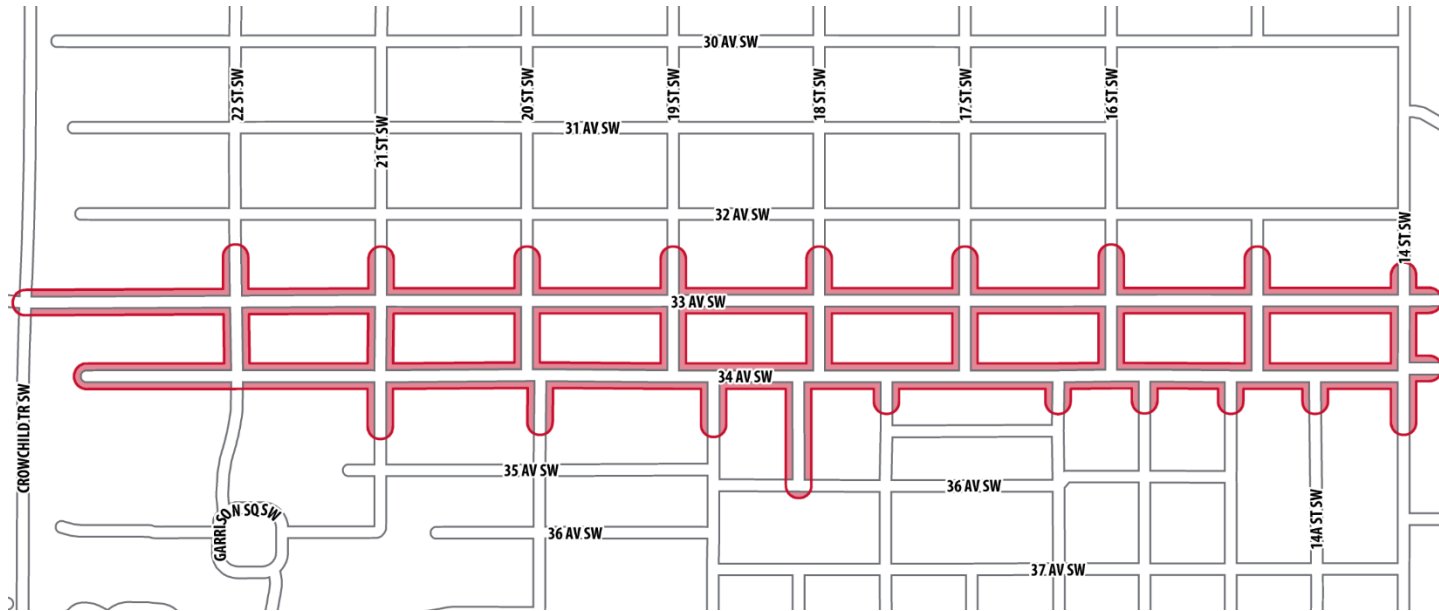 30 AV SW
22 ST SW
20 ST SW
19 ST SW
18 ST SW
17 ST SW
16 ST SW
31 AV SW
21 ST SW
32 AV SW
14 ST SW
33 AV SW
34 AV SW
CROWCHILD TR SW
35 AV SW
36 AV SW
GARRISON SQ SW
36 AV SW
14A ST SW
37 AV SW